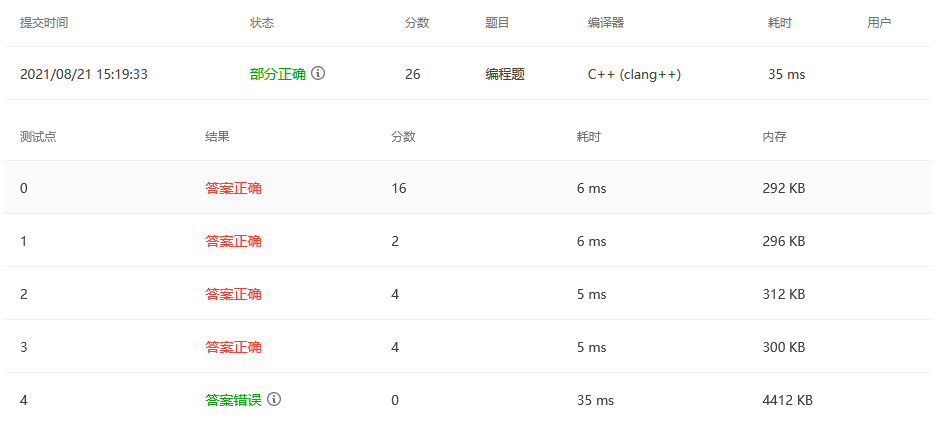 提交时间 状态 分数 题目 编译器 耗时 用户
2021/08/21 15:19:33 部分正确 26 编程题 C++ (clang++) 35 ms
测试点 结果 分数 耗时 内存
0 答案正确 16 6 ms 292 KB
1 答案正确 2 6 ms 296 KB
2 答案正确 4 5 ms 312 KB
3 答案正确 4 5 ms 300 KB
4 答案错误 0 35 ms 4412 KB